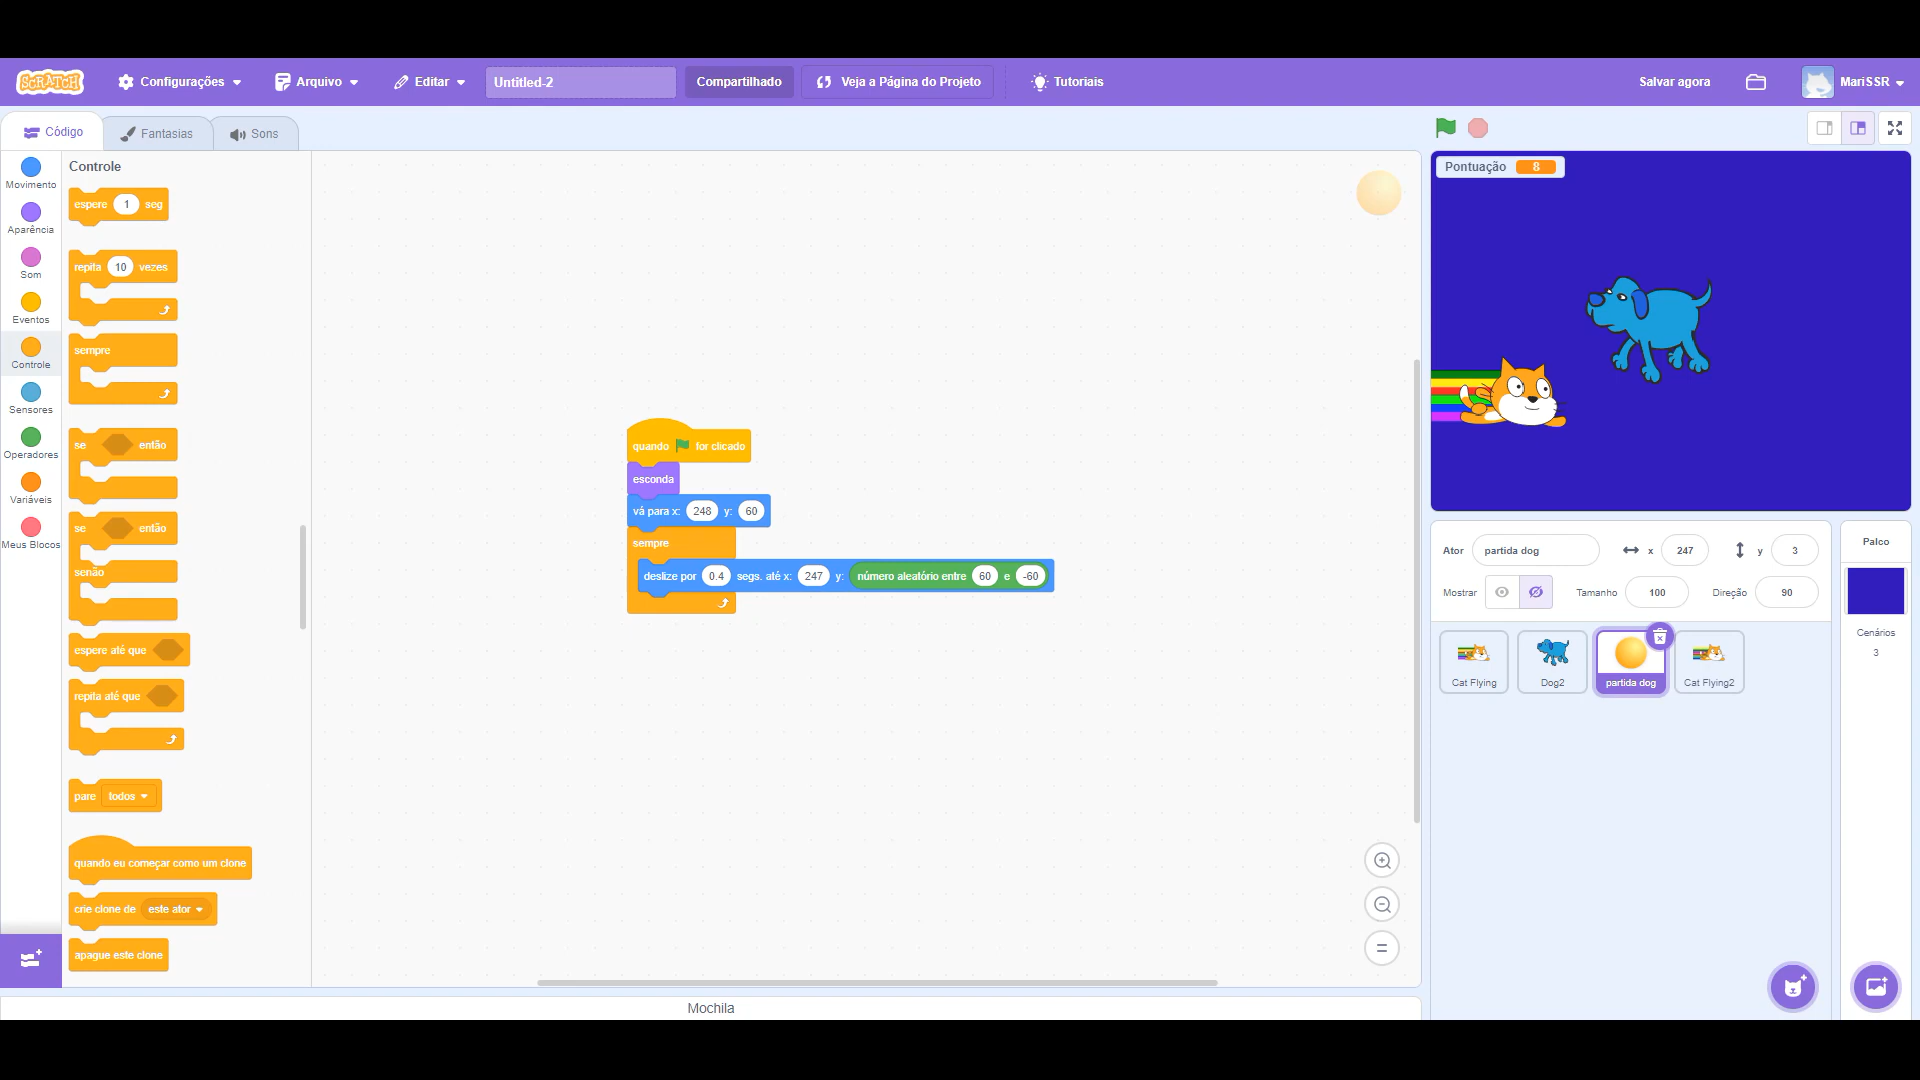 SCRATCH
Configurações
Arquivo
Editar
Untitled-2
Compartilhado
Veja a Página do Projeto
Tutoriais
Salvar agora
MariSSR
Código
Fantasias
Sons
Movimento
Aparência
Som
Eventos
Controle
Sensores
Operadores
Variáveis
Meus Blocos
Controle
espere 1 seg
repita 10 vezes
sempre
se então
se então
senão
espere até que
repita até que
pare todos
quando eu começar como um clone
crie clone de este ator
apague este clone
quando for clicado
esconda
vá para x: 248 y: 60
sempre
deslize por 0.4 segs. até x: 247 y: número aleatório entre 60 e -60
Mochila
Pontuação 8
Ator partida dog x 247 y 3
Mostrar Tamanho 100 Direção 90
Cat Flying
Dog2
partida dog
Cat Flying2
Palco
Cenários
3